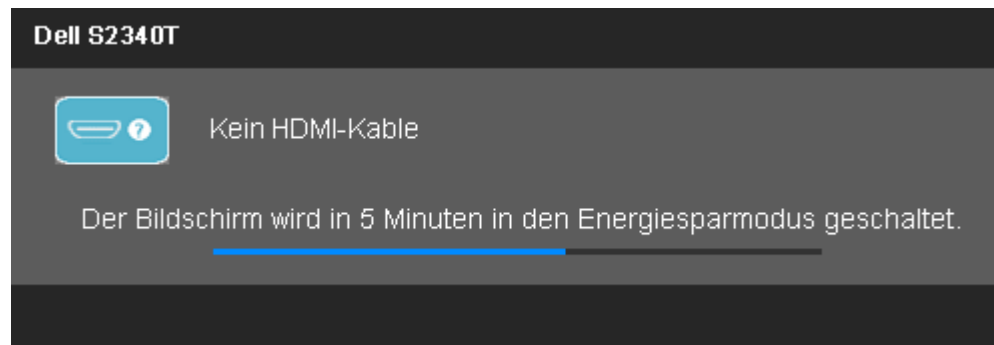 Dell S2340T
Kein HDMI-Kable
Der Bildschirm wird in 5 Minuten in den Energiesparmodus geschaltet.